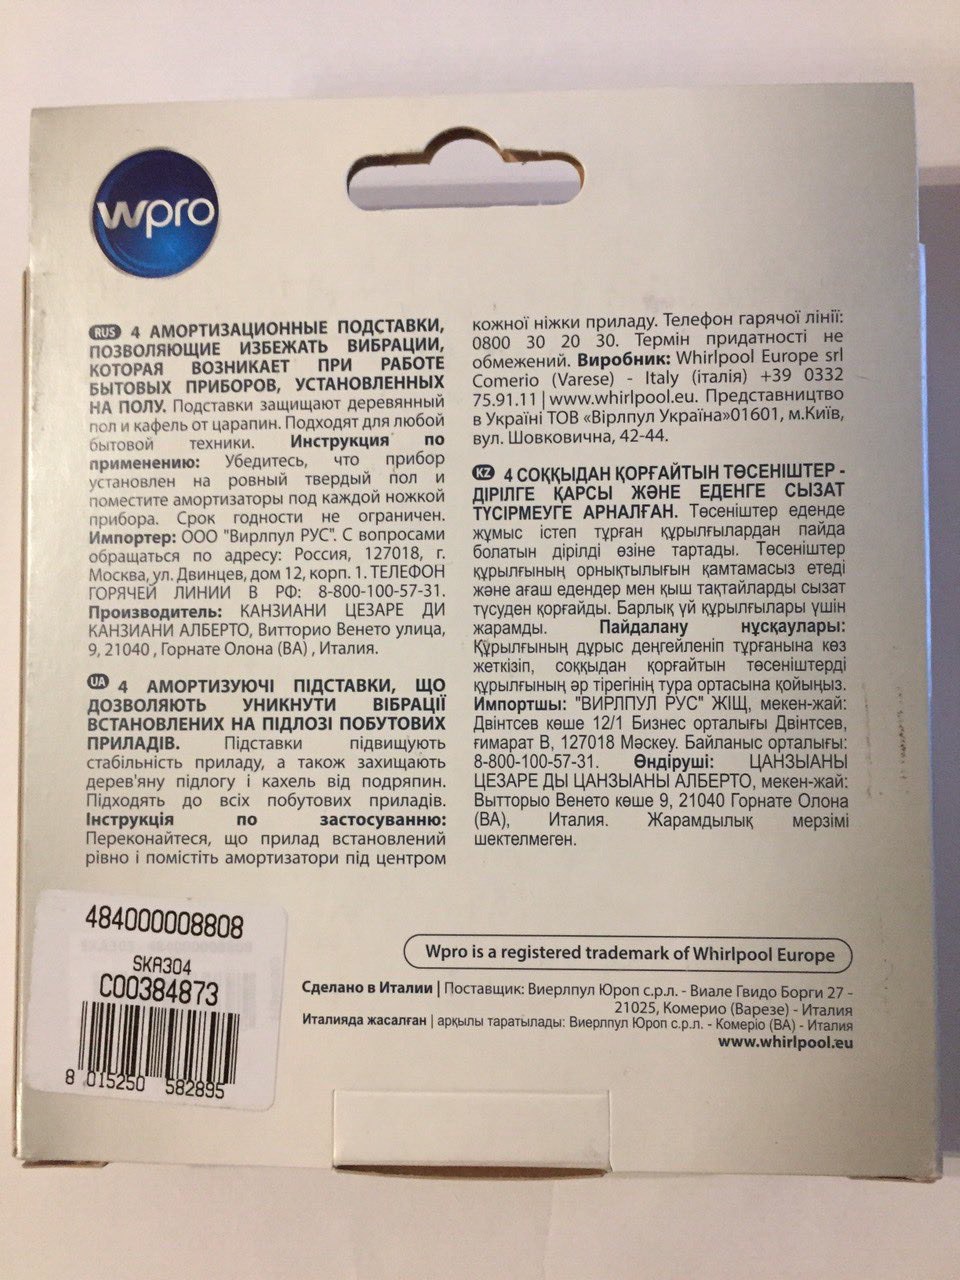 wpro
RUS 4 АМОРТИЗАЦИОННЫЕ ПОДСТАВКИ,
ПОЗВОЛЯЮЩИЕ ИЗБЕЖАТЬ ВИБРАЦИИ,
КОТОРАЯ ВОЗНИКАЕТ ПРИ РАБОТЕ
БЫТОВЫХ ПРИБОРОВ, УСТАНОВЛЕННЫХ
НА ПОЛУ. Подставки защищают деревянный
пол и кафель от царапин. Подходят для любой
бытовой техники. Инструкция по
применению: Убедитесь, что прибор
установлен на ровный твердый пол и
поместите амортизаторы под каждой ножкой
прибора. Срок годности не ограничен.
Импортер: ООО "Вирлпул РУС". С вопросами
обращаться по адресу: Россия, 127018, г.
Москва, ул. Двинцев, дом 12, корп. 1. ТЕЛЕФОН
ГОРЯЧЕЙ ЛИНИИ В РФ: 8-800-100-57-31.
Производитель: КАНЗИАНИ ЦЕЗАРЕ ДИ
КАНЗИАНИ АЛБЕРТО, Витторио Венето улица,
9, 21040 , Горнате Олона (ВА) , Италия.
UA 4 АМОРТИЗУЮЧІ ПІДСТАВКИ, ЩО
ДОЗВОЛЯЮТЬ УНИКНУТИ ВІБРАЦІЇ
ВСТАНОВЛЕНИХ НА ПІДЛОЗІ ПОБУТОВИХ
ПРИЛАДІВ. Підставки підвищують
стабільність приладу, а також захищають
дерев'яну підлогу і кахель від подряпин.
Підходять до всіх побутових приладів.
Інструкція по застосуванню:
Переконайтеся, що прилад встановлений
рівно і помістіть амортизатори під центром
кожної ніжки приладу. Телефон гарячої лінії:
0800 30 20 30. Термін придатності не
обмежений. Виробник: Whirlpool Europe srl
Comerio (Varese) - Italy (італія) +39 0332
75.91.11 | www.whirlpool.eu. Представництво
в Україні ТОВ «Вірлпул Україна»01601, м.Київ,
вул. Шовковична, 42-44.
KZ 4 СОҚҚЫДАН ҚОРҒАЙТЫН ТӨСЕНІШТЕР -
ДІРІЛГЕ ҚАРСЫ ЖӘНЕ ЕДЕНГЕ СЫЗАТ
ТҮСІРМЕУГЕ АРНАЛҒАН. Төсеніштер еденде
жұмыс істеп тұрған құрылғылардан пайда
болатын дірілді өзіне тартады. Төсеніштер
құрылғының орнықтылығын қамтамасыз етеді
және ағаш едендер мен қыш тақтайларды сызат
түсуден қорғайды. Барлық үй құрылғылары үшін
жарамды. Пайдалану нұсқаулары:
Құрылғының дұрыс деңгейленіп тұрғанына көз
жеткізіп, соққыдан қорғайтын төсеніштерді
құрылғының әр тірегінің тура ортасына қойыңыз.
Импортшы: "ВИРЛПУЛ РУС" ЖІЩ, мекен-жай:
Двінтсев көше 12/1 Бизнес орталығы Двінтсев,
ғимарат В, 127018 Мәскеу. Байланыс орталығы:
8-800-100-57-31. Өндіруші: ЦАНЗЫАНЫ
ЦЕЗАРЕ ДЫ ЦАНЗЫАНЫ АЛБЕРТО, мекен-жай:
Вытторыо Венето көше 9, 21040 Горнате Олона
(ВА), Италия. Жарамдылық мерзімі
шектелмеген.
484000008808
SKA304
C00384873
8 015250 582895
Wpro is a registered trademark of Whirlpool Europe
Сделано в Италии | Поставщик: Виерлпул Юроп с.р.л. - Виале Гвидо Борги 27 -
21025, Комерио (Варезе) - Италия
Италияда жасалған | арқылы таратылады: Виерлпул Юроп с.р.л. - Комеріо (ВА) - Италия
www.whirlpool.eu